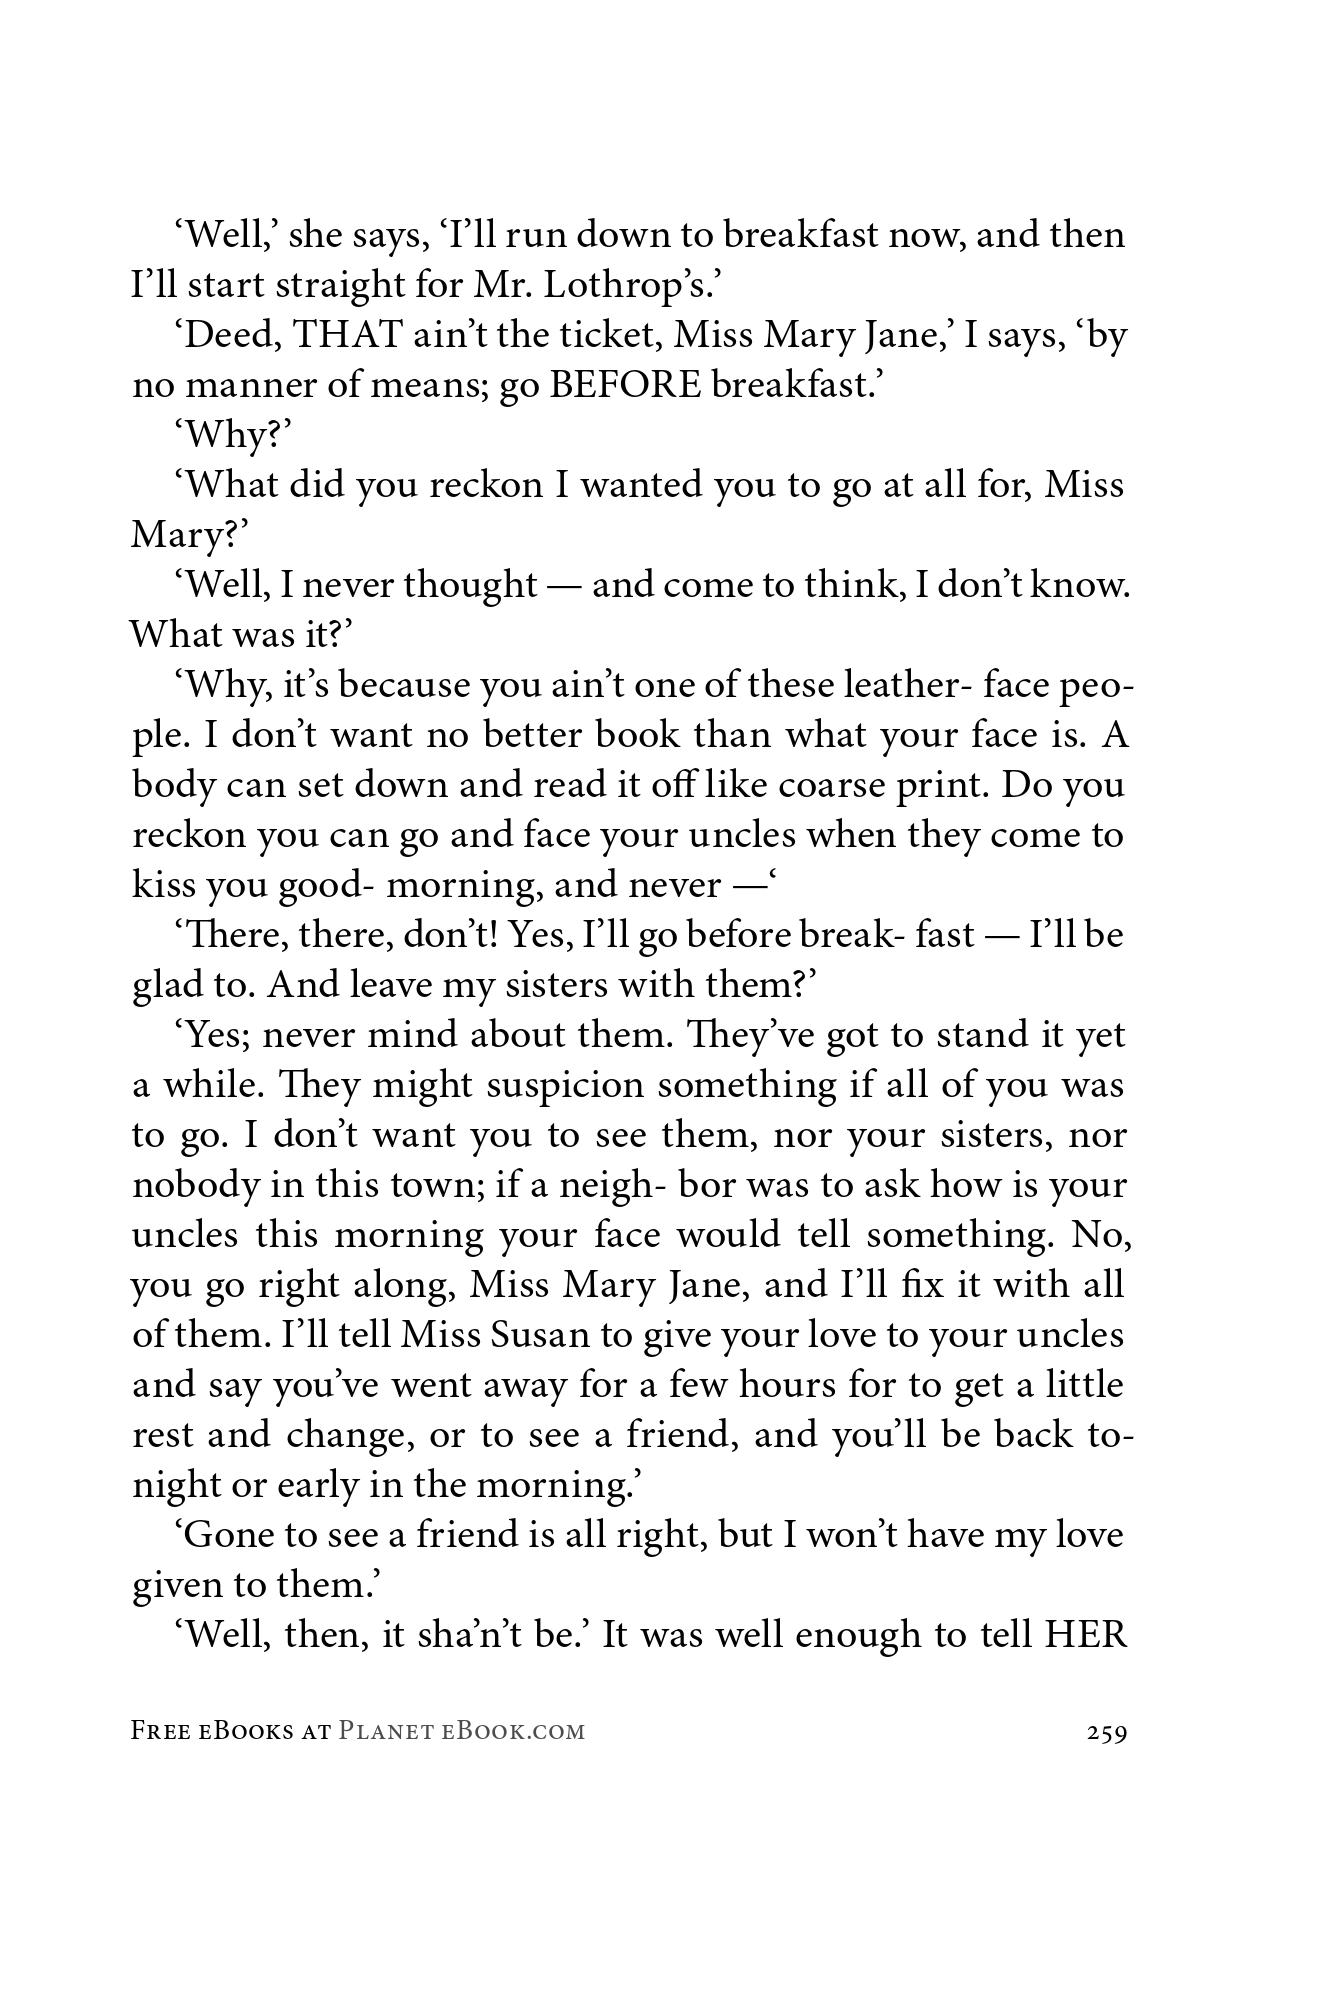 ‘Well,’ she says, ‘I’ll run down to breakfast now, and then
I’ll start straight for Mr. Lothrop’s.’
‘Deed, THAT ain’t the ticket, Miss Mary Jane,’ I says, ‘by
no manner of means; go BEFORE breakfast.’
‘Why?’
‘What did you reckon I wanted you to go at all for, Miss
Mary?’
‘Well, I never thought — and come to think, I don’t know.
What was it?’
‘Why, it’s because you ain’t one of these leather- face peo-
ple. I don’t want no better book than what your face is. A
body can set down and read it off like coarse print. Do you
reckon you can go and face your uncles when they come to
kiss you good- morning, and never —‘
‘There, there, don’t! Yes, I’ll go before break- fast — I’ll be
glad to. And leave my sisters with them?’
‘Yes; never mind about them. They’ve got to stand it yet
a while. They might suspicion something if all of you was
to go. I don’t want you to see them, nor your sisters, nor
nobody in this town; if a neigh- bor was to ask how is your
uncles this morning your face would tell something. No,
you go right along, Miss Mary Jane, and I’ll fix it with all
of them. I’ll tell Miss Susan to give your love to your uncles
and say you’ve went away for a few hours for to get a little
rest and change, or to see a friend, and you’ll be back to-
night or early in the morning.’
‘Gone to see a friend is all right, but I won’t have my love
given to them.’
‘Well, then, it sha’n’t be.’ It was well enough to tell HER
Free eBooks at Planet eBook.com 259